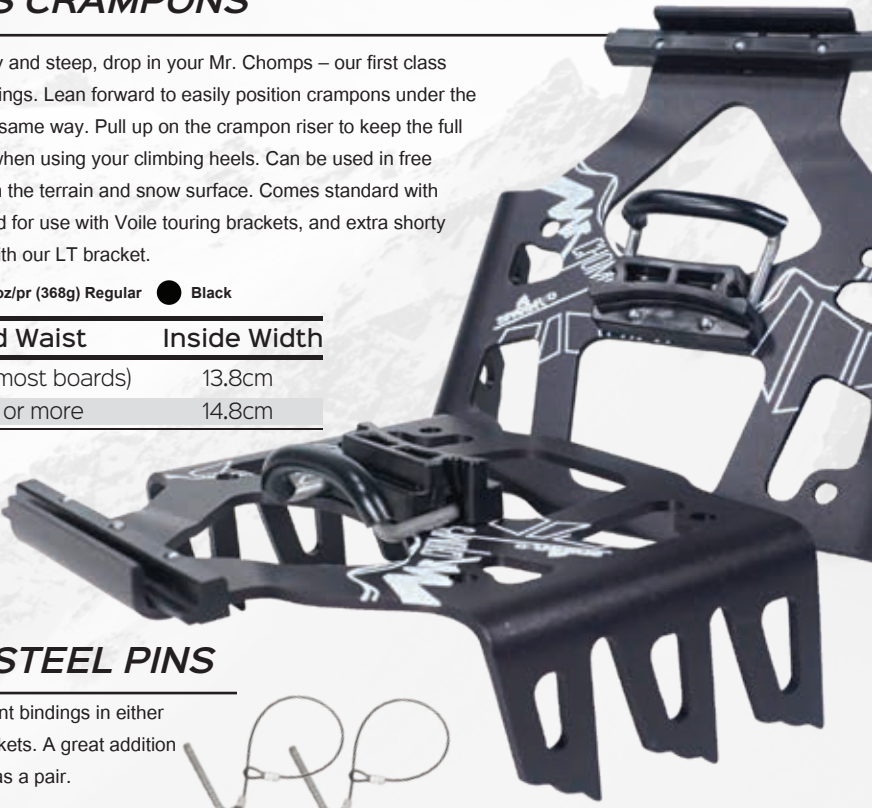 S CRAMPONS
y and steep, drop in your Mr. Chomps – our first class
ings. Lean forward to easily position crampons under the
same way. Pull up on the crampon riser to keep the full
when using your climbing heels. Can be used in free
n the terrain and snow surface. Comes standard with
d for use with Voile touring brackets, and extra shorty
ith our LT bracket.
oz/pr (368g) Regular Black
d Waist Inside Width
most boards) 13.8cm
or more 14.8cm
STEEL PINS
nt bindings in either
kets. A great addition
as a pair.